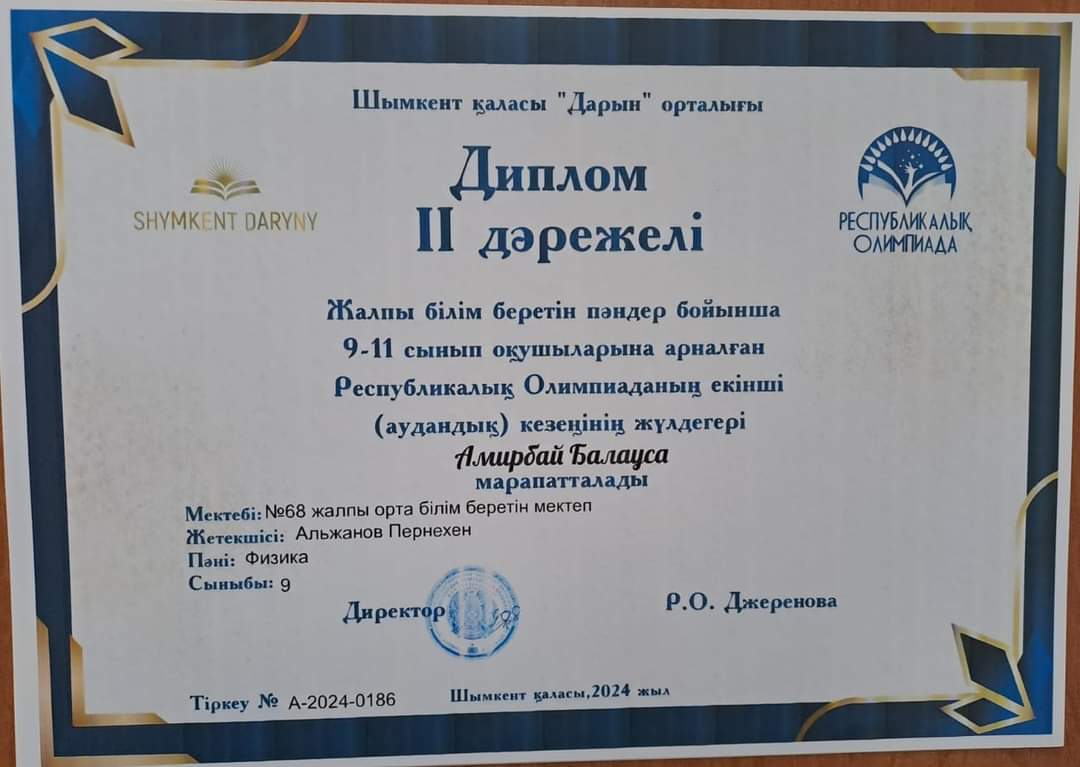 Шымкент қаласы "Дарын" орталығы
SHYMKENT DARYNY
Диплом
II дәрежелі
РЕСПУБЛИКАЛЫҚ
ОЛИМПИАДА
Жалпы білім беретін пәндер бойынша
9-11 сынып оқушыларына арналған
Республикалық Олимпиаданың екінші
(аудандық) кезеңінің жүлдегері
Амирбай Балауса
марапатталады
Мектебі: №68 жалпы орта білім беретін мектеп
Жетекшісі: Альжанов Пернехен
Пәні: Физика
Сыныбы: 9
Директор Р.О. Джеренова
Тіркеу № А-2024-0186 Шымкент қаласы,2024 жыл